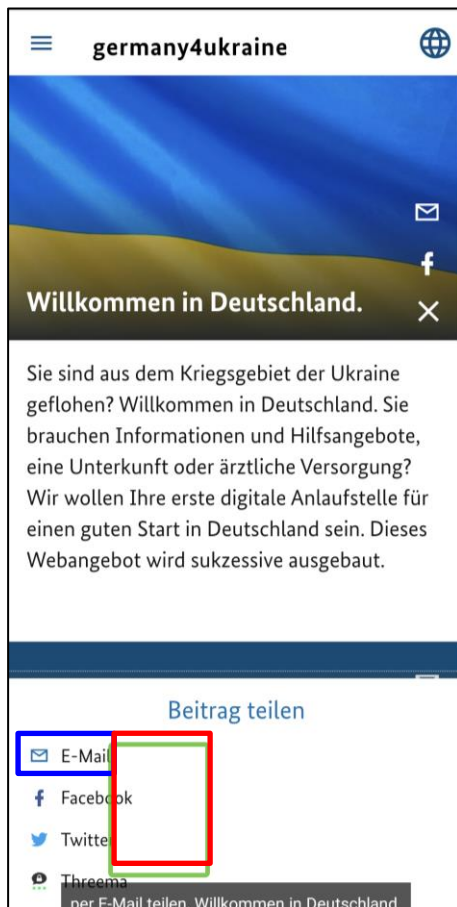 germany4ukraine
Willkommen in Deutschland.
Sie sind aus dem Kriegsgebiet der Ukraine
geflohen? Willkommen in Deutschland. Sie
brauchen Informationen und Hilfsangebote,
eine Unterkunft oder ärztliche Versorgung?
Wir wollen Ihre erste digitale Anlaufstelle für
einen guten Start in Deutschland sein. Dieses
Webangebot wird sukzessive ausgebaut.
Beitrag teilen
E-Mail
Facebook
Twitter
Threema
per E-Mail teilen, Willkommen in Deutschland